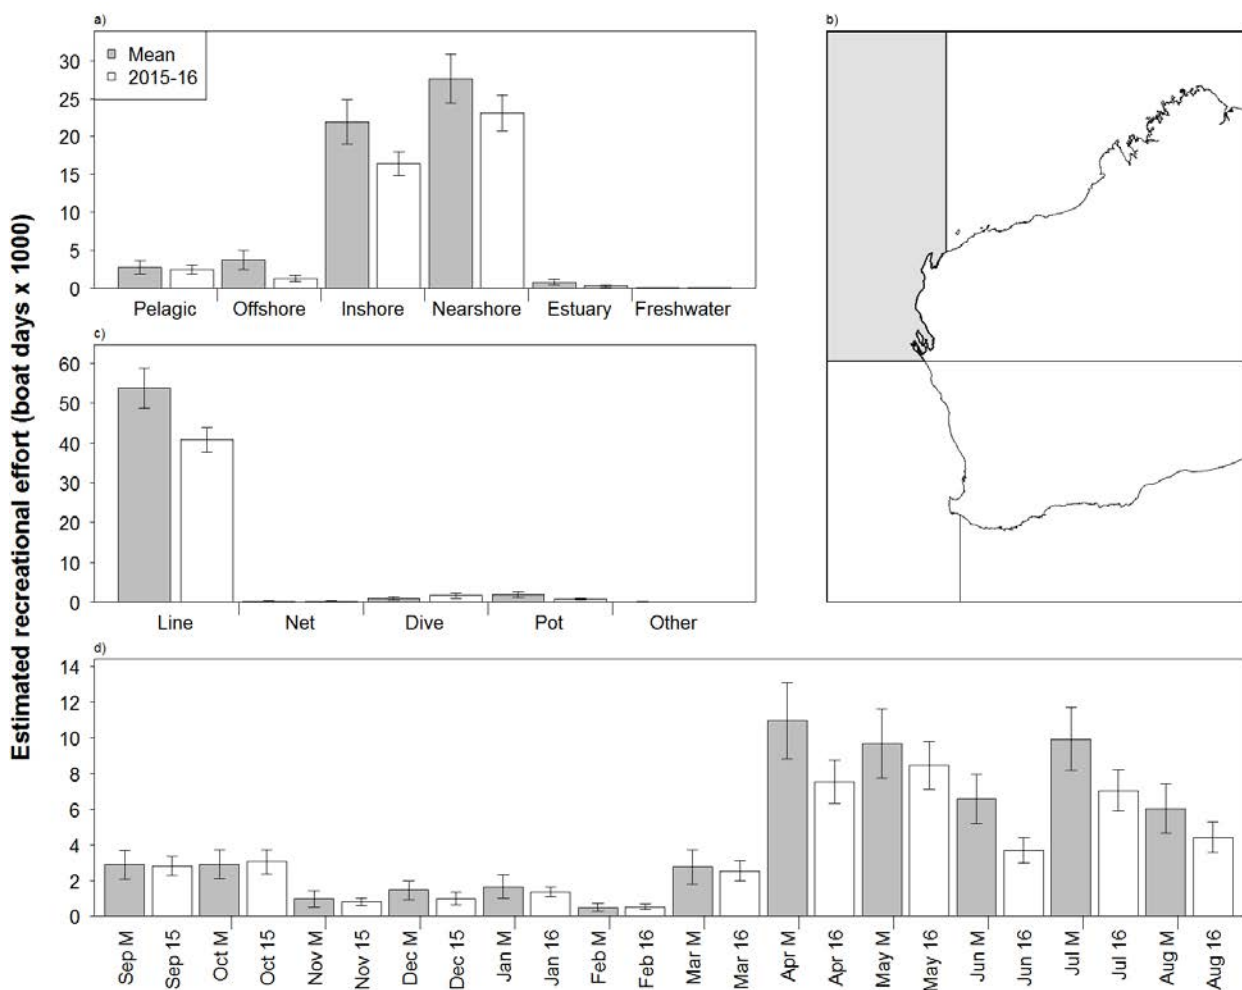 a)
Mean
2015-16
30
25
20
15
10
5
0
Pelagic Offshore Inshore Nearshore Estuary Freshwater
b)
c)
60
50
40
30
20
10
0
Line Net Dive Pot Other
Estimated recreational effort (boat days x 1000)
d)
14
12
10
8
6
4
2
0
Sep M
Sep 15
Oct M
Oct 15
Nov M
Nov 15
Dec M
Dec 15
Jan M
Jan 16
Feb M
Feb 16
Mar M
Mar 16
Apr M
Apr 16
May M
May 16
Jun M
Jun 16
Jul M
Jul 16
Aug M
Aug 16